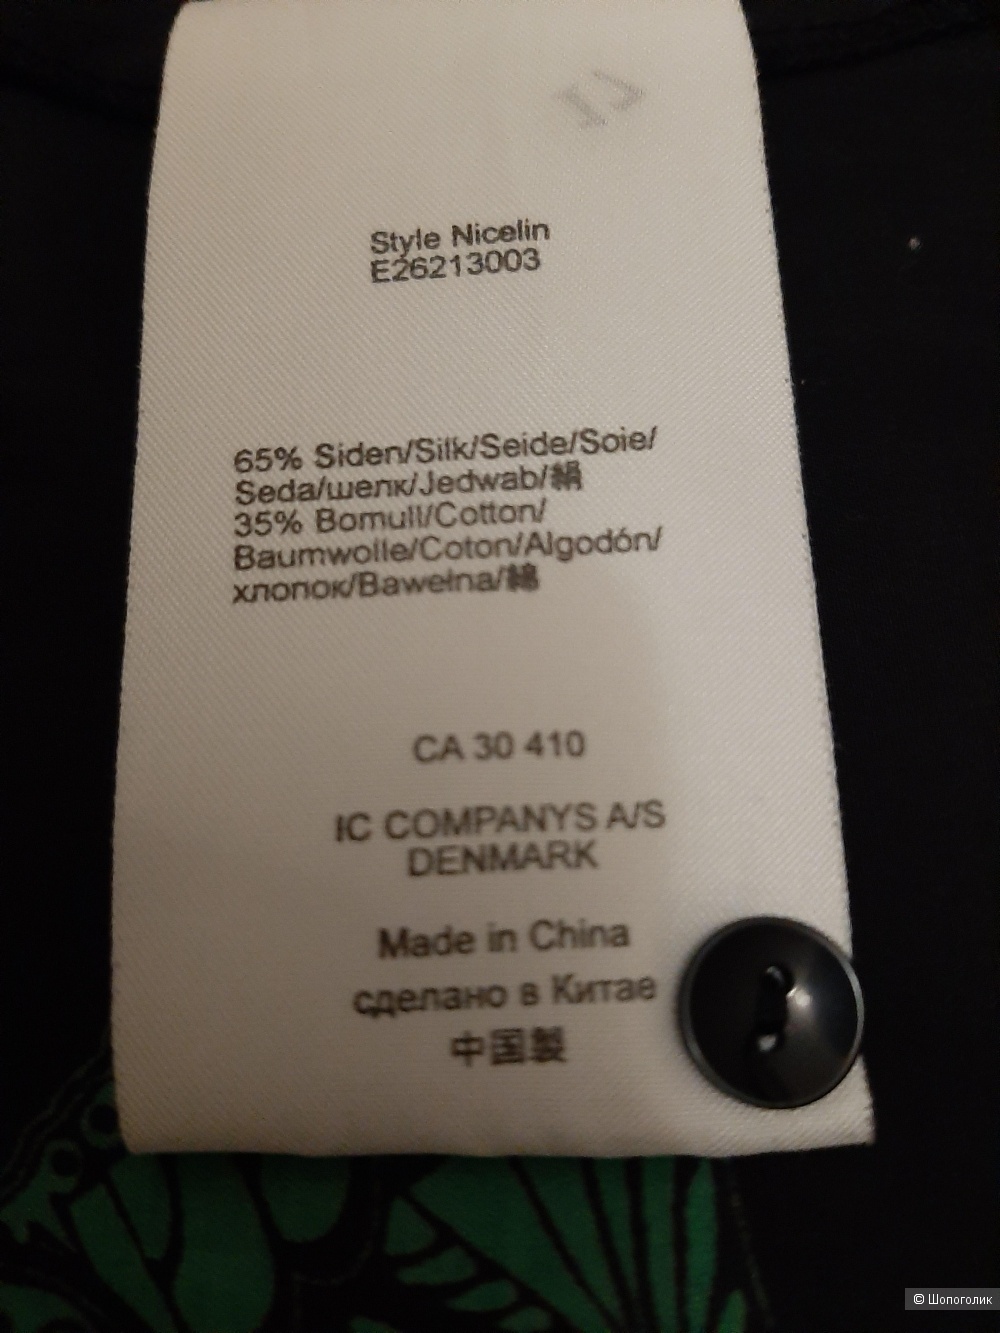 Style Nicelin
E26213003
65% Siden/Silk/Seide/Soie/
Seda/шелк/Jedwab/絹
35% Bomull/Cotton/
Baumwolle/Coton/Algodón/
хлопок/Bawełna/綿
CA 30 410
IC COMPANYS A/S
DENMARK
Made in China
сделано в Китае
中国製
© Шопоголик